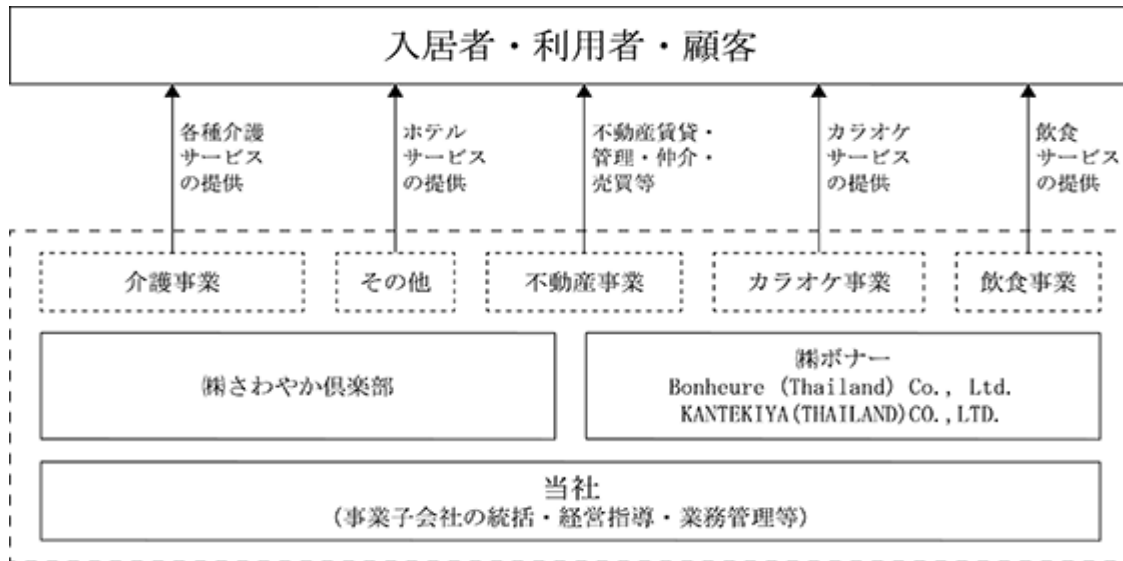 入居者・利用者・顧客
各種介護
サービス
の提供
ホテル
サービス
の提供
不動産賃貸・
管理・仲介・
売買等
カラオケ
サービス
の提供
飲食
サービス
の提供
介護事業
その他
不動産事業
カラオケ事業
飲食事業
㈱さわやか倶楽部
㈱ボナー
Bonheure (Thailand) Co., Ltd.
KANTEKIYA(THAILAND)CO.,LTD.
当社
(事業子会社の統括・経営指導・業務管理等)